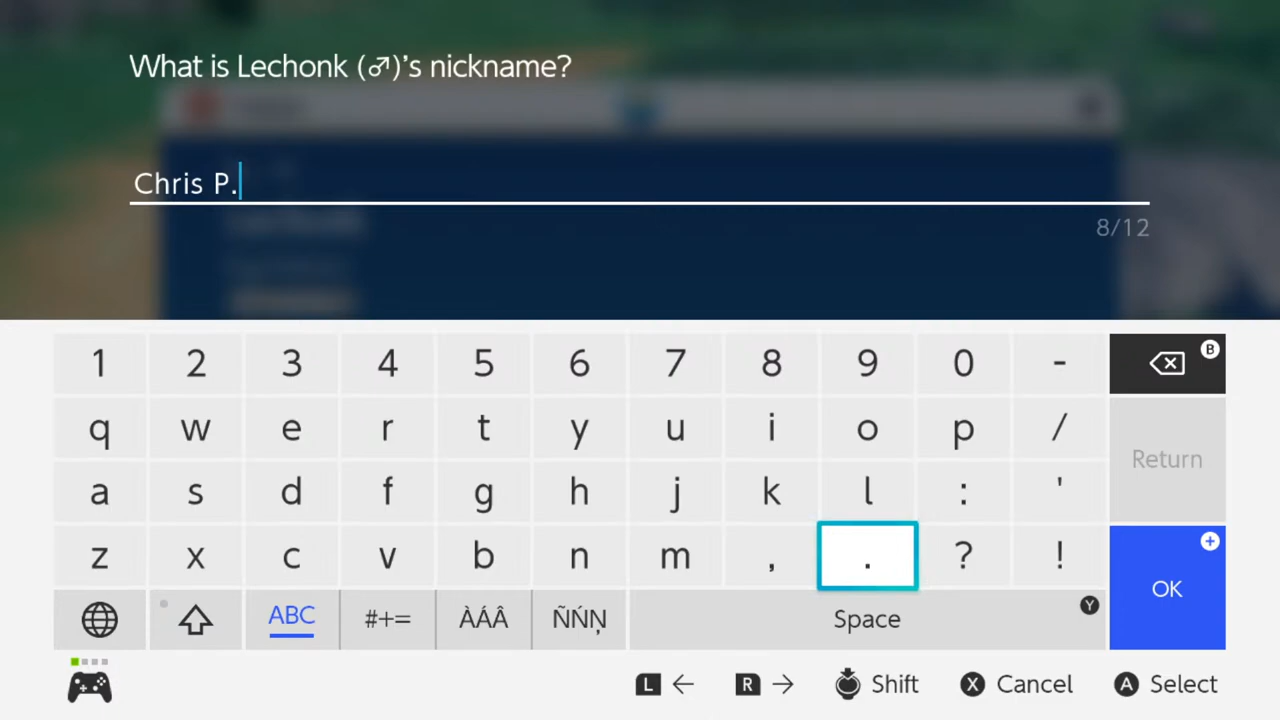 What is Lechonk (♂)’s nickname?
Chris P.
8/12
1 2 3 4 5 6 7 8 9 0 - B
q w e r t y u i o p /
Return
a s d f g h j k l : '
z x c v b n m , . ? ! +
OK
ABC #+= ÀÁÂ ÑŃŅ Space Y
L ← R → Shift X Cancel A Select